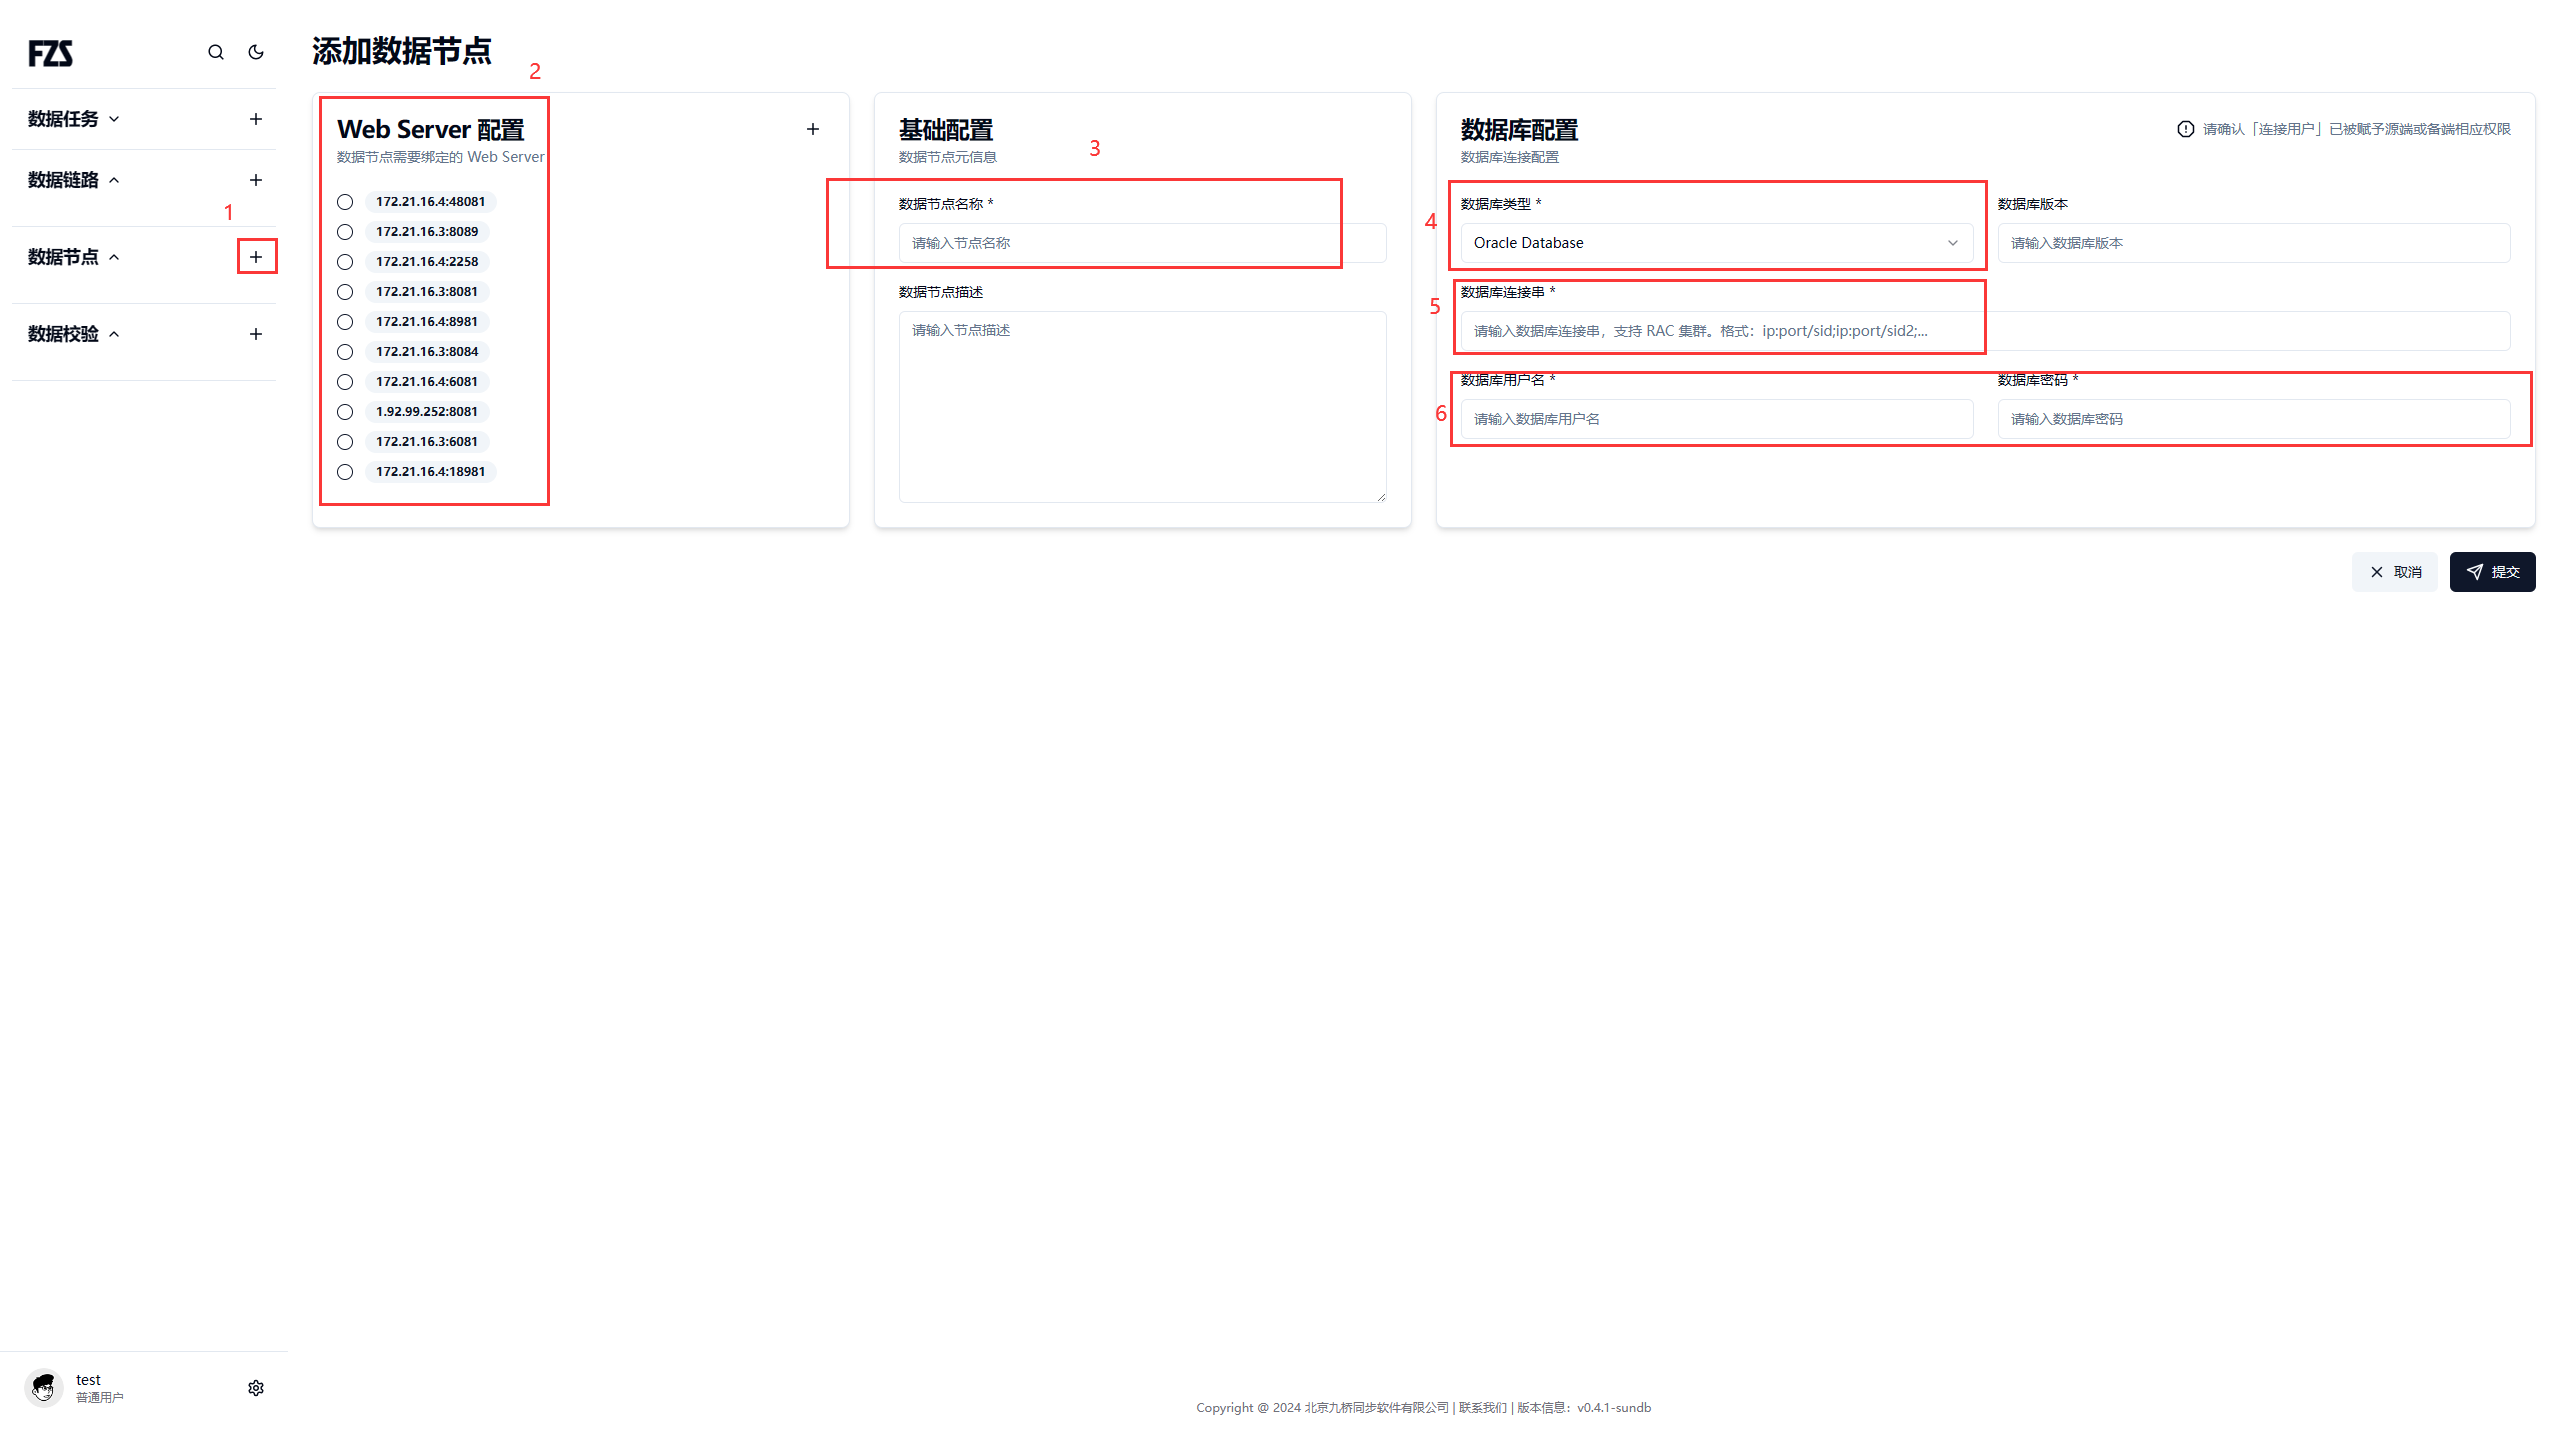 FZS
数据任务
数据链路
1
数据节点
数据校验
添加数据节点
2
Web Server 配置
数据节点需要绑定的 Web Server
172.21.16.4:48081
172.21.16.3:8089
172.21.16.4:2258
172.21.16.3:8081
172.21.16.4:8981
172.21.16.3:8084
172.21.16.4:6081
1.92.99.252:8081
172.21.16.3:6081
172.21.16.4:18981
基础配置
数据节点元信息
3
数据节点名称 *
请输入节点名称
数据节点描述
请输入节点描述
数据库配置
数据库连接配置
请确认「连接用户」已被赋予源端或备端相应权限
4
数据库类型 *
Oracle Database
数据库版本
请输入数据库版本
5
数据库连接串 *
请输入数据库连接串，支持 RAC 集群。格式：ip:port/sid;ip:port/sid2;...
6
数据库用户名 *
请输入数据库用户名
数据库密码 *
请输入数据库密码
取消
提交
test
普通用户
Copyright @ 2024 北京九桥同步软件有限公司 | 联系我们 | 版本信息：v0.4.1-sundb